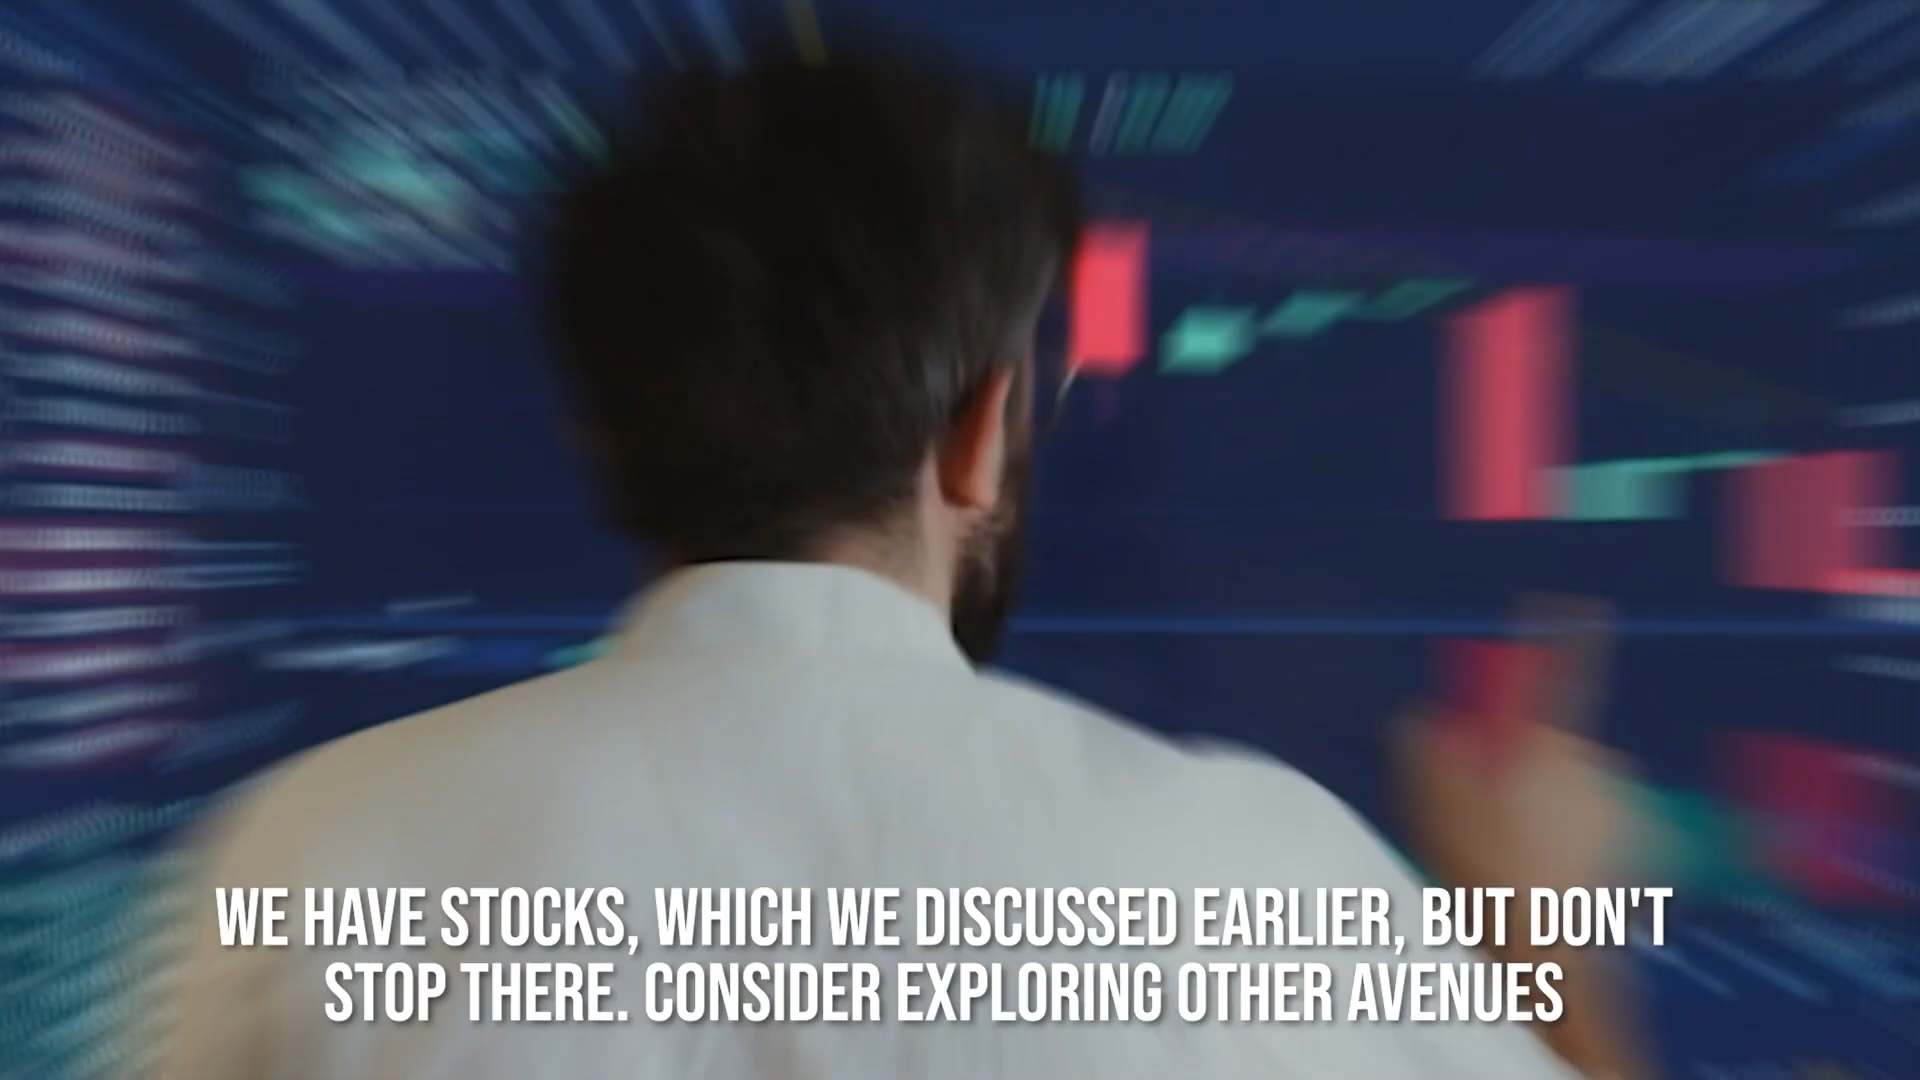 WE HAVE STOCKS, WHICH WE DISCUSSED EARLIER, BUT DON'T
STOP THERE. CONSIDER EXPLORING OTHER AVENUES